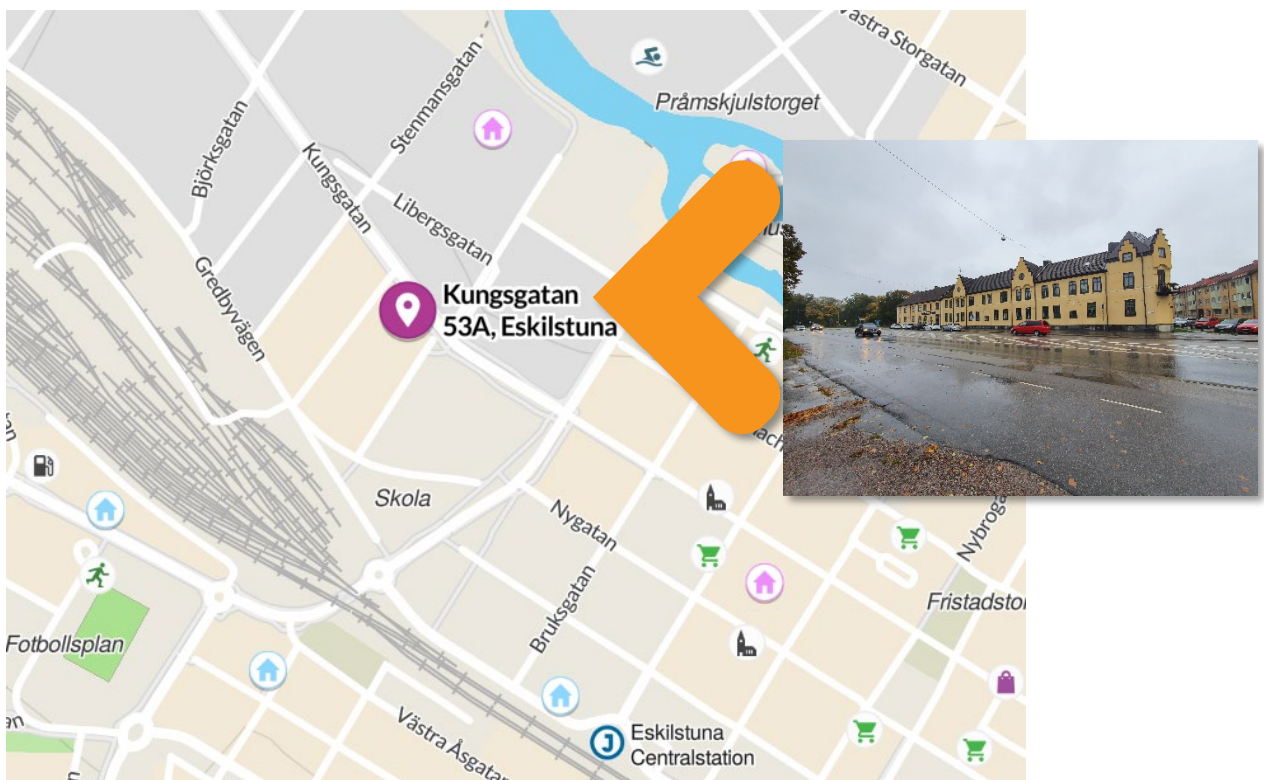 Västra Storgatan
Pråmskjulstorget
Stenmansgatan
Björksgatan
Kungsgatan
Libergsgatan
Gredbyvägen
Kungsgatan
53A, Eskilstuna
Skola
Nygatan
Bruksgatan
Fristadstor
Fotbollsplan
Västra Åsgatan
J
Eskilstuna
Centralstation